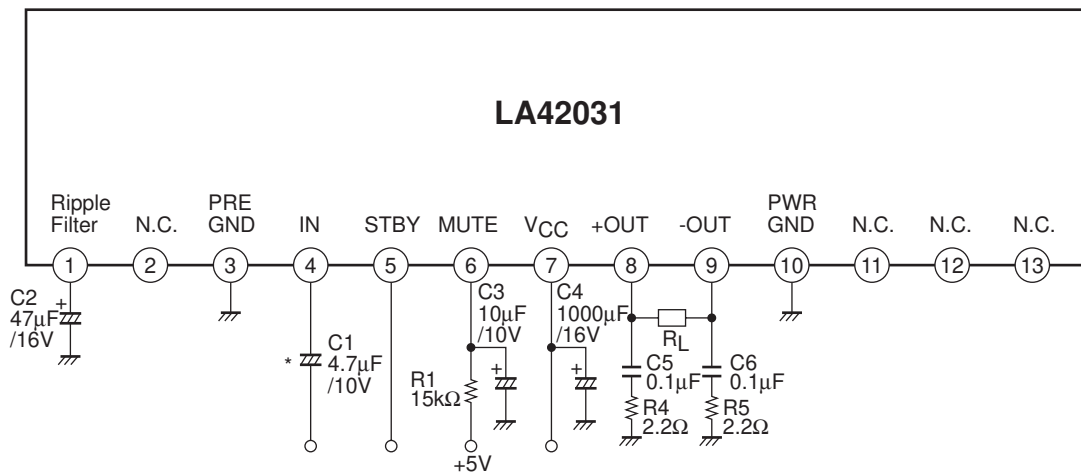 LA42031
Ripple
Filter
N.C.
PRE
GND
IN
STBY
MUTE
VCC
+OUT
-OUT
PWR
GND
N.C.
N.C.
N.C.
1
2
3
4
5
6
7
8
9
10
11
12
13
C2
47μF
/16V
+
*
C1
4.7μF
/10V
C3
10μF
/10V
+
R1
15kΩ
+5V
C4
1000μF
/16V
+
RL
C5
0.1μF
R4
2.2Ω
C6
0.1μF
R5
2.2Ω